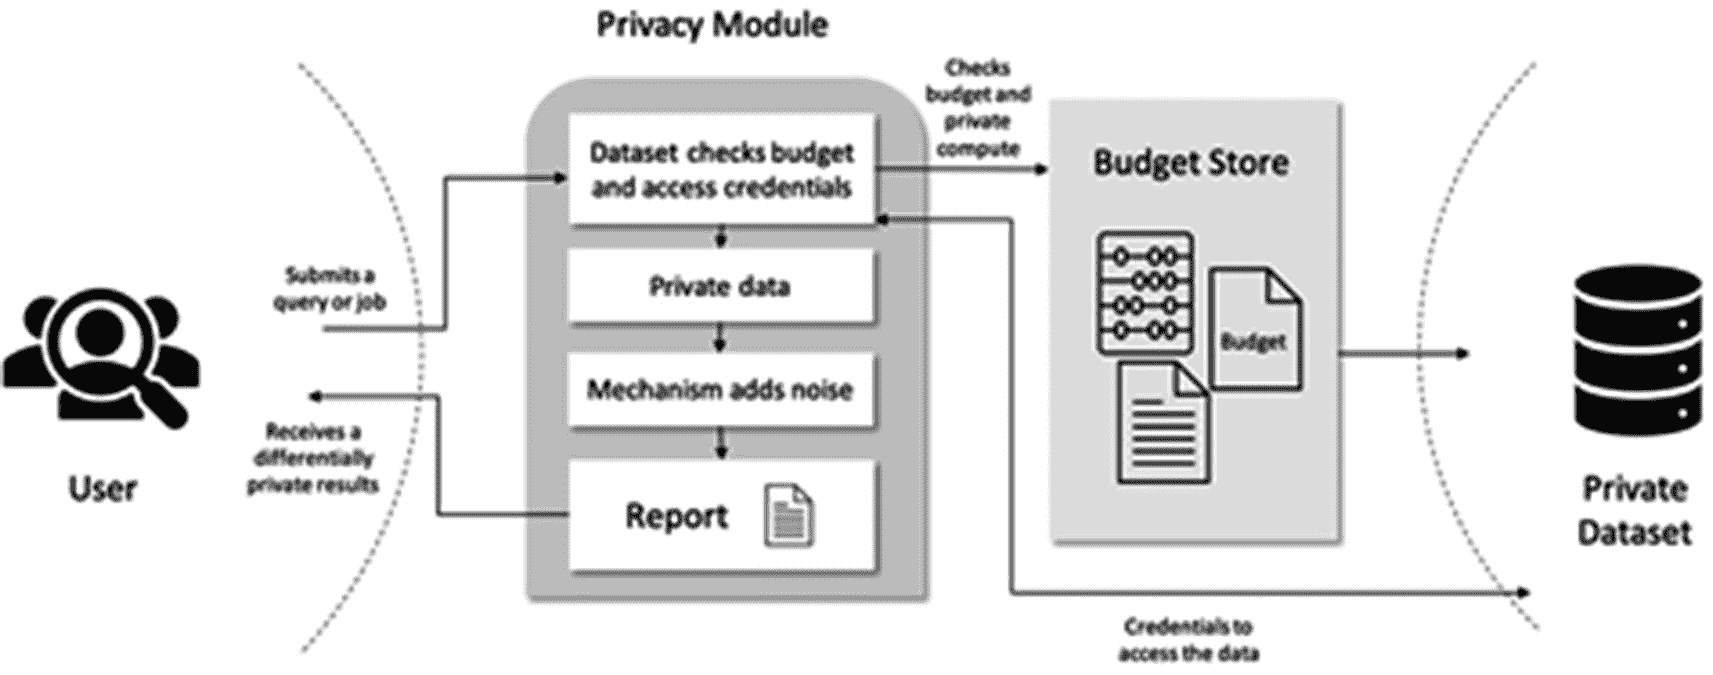 Privacy Module
Checks
budget and
private
compute
Dataset checks budget
and access credentials
Budget Store
Private data
Submits a
query or job
Budget
Mechanism adds noise
Receives a
differentially
private results
User
Report
Private
Dataset
Credentials to
access the data